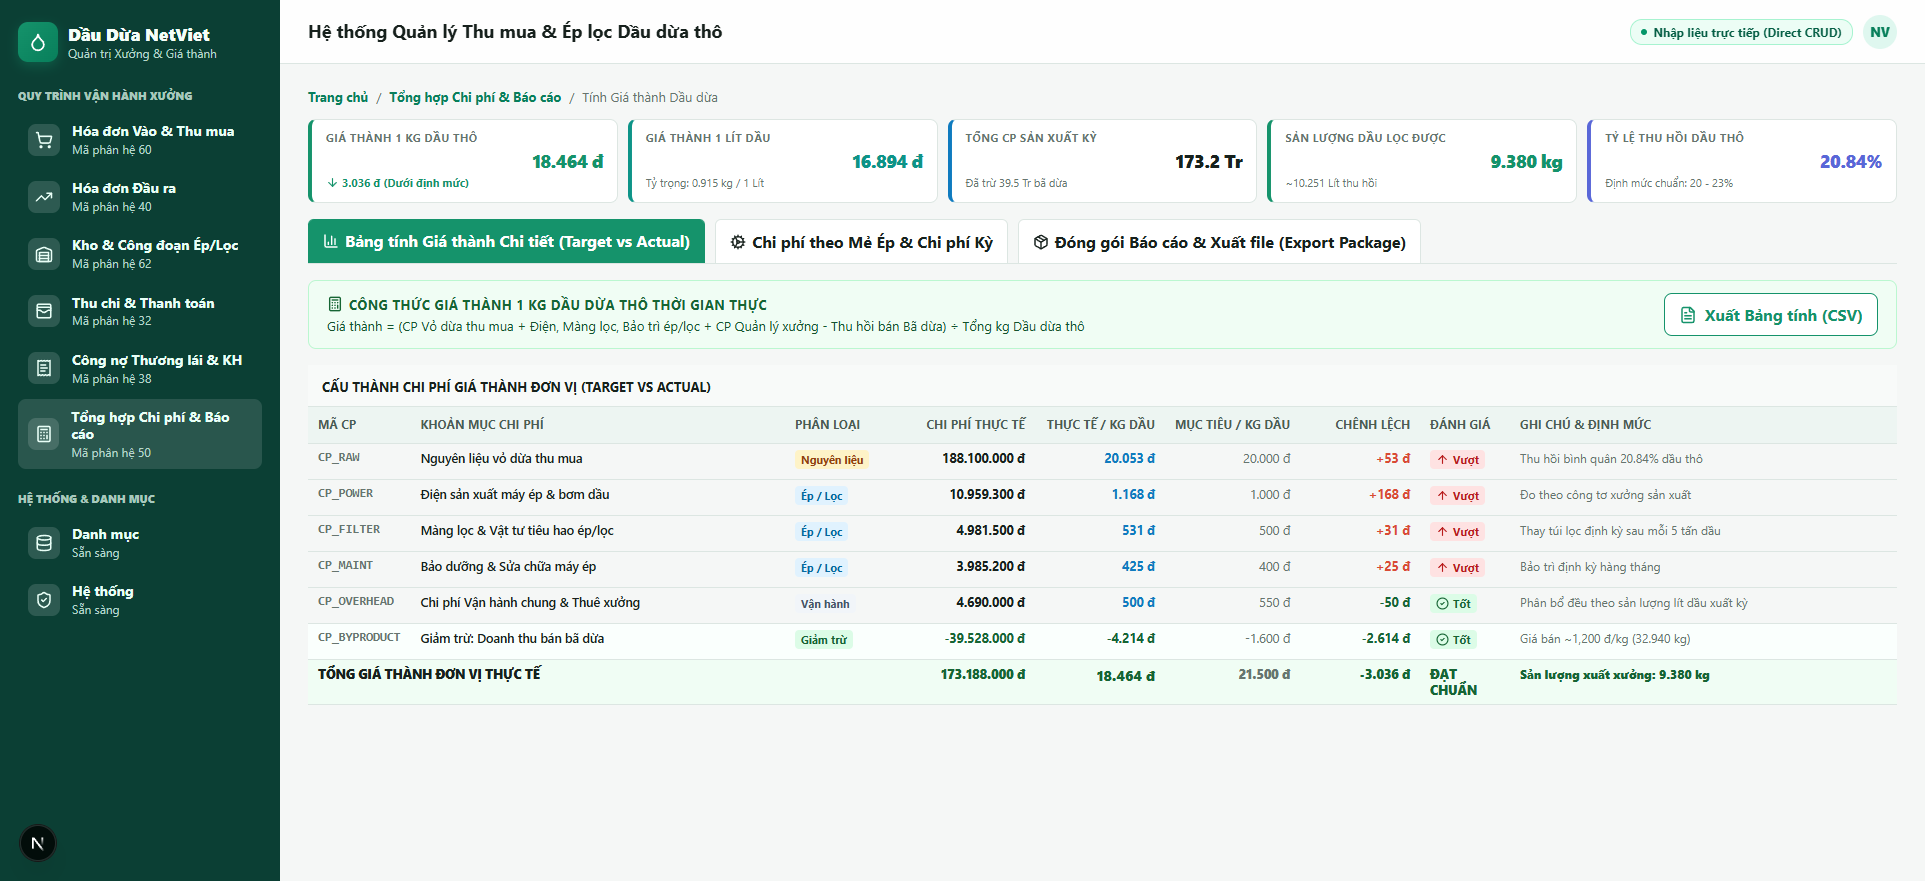 Dầu Dừa NetViet
Quản trị Xưởng & Giá thành
QUY TRÌNH VẬN HÀNH XƯỞNG
Hóa đơn Vào & Thu mua
Mã phân hệ 60
Hóa đơn Đầu ra
Mã phân hệ 40
Kho & Công đoạn Ép/Lọc
Mã phân hệ 62
Thu chi & Thanh toán
Mã phân hệ 32
Công nợ Thương lái & KH
Mã phân hệ 38
Tổng hợp Chi phí & Báo
cáo
Mã phân hệ 50
HỆ THỐNG & DANH MỤC
Danh mục
Sẵn sàng
Hệ thống
Sẵn sàng
N
Hệ thống Quản lý Thu mua & Ép lọc Dầu dừa thô
Nhập liệu trực tiếp (Direct CRUD)
NV
Trang chủ / Tổng hợp Chi phí & Báo cáo / Tính Giá thành Dầu dừa
GIÁ THÀNH 1 KG DẦU THÔ
18.464 đ
↓ 3.036 đ (Dưới định mức)
GIÁ THÀNH 1 LÍT DẦU
16.894 đ
Tỷ trọng: 0.915 kg / 1 Lít
TỔNG CP SẢN XUẤT KỲ
173.2 Tr
Đã trừ 39.5 Tr bã dừa
SẢN LƯỢNG DẦU LỌC ĐƯỢC
9.380 kg
~10.251 Lít thu hồi
TỶ LỆ THU HỒI DẦU THÔ
20.84%
Định mức chuẩn: 20 - 23%
Bảng tính Giá thành Chi tiết (Target vs Actual)
Chi phí theo Mẻ Ép & Chi phí Kỳ
Đóng gói Báo cáo & Xuất file (Export Package)
CÔNG THỨC GIÁ THÀNH 1 KG DẦU DỪA THÔ THỜI GIAN THỰC
Giá thành = (CP Vỏ dừa thu mua + Điện, Màng lọc, Bảo trì ép/lọc + CP Quản lý xưởng - Thu hồi bán Bã dừa) ÷ Tổng kg Dầu dừa thô
Xuất Bảng tính (CSV)
CẤU THÀNH CHI PHÍ GIÁ THÀNH ĐƠN VỊ (TARGET VS ACTUAL)
MÃ CP KHOẢN MỤC CHI PHÍ PHÂN LOẠI CHI PHÍ THỰC TẾ THỰC TẾ / KG DẦU MỤC TIÊU / KG DẦU CHÊNH LỆCH ĐÁNH GIÁ GHI CHÚ & ĐỊNH MỨC
CP_RAW Nguyên liệu vỏ dừa thu mua Nguyên liệu 188.100.000 đ 20.053 đ 20.000 đ +53 đ ↑ Vượt Thu hồi bình quân 20.84% dầu thô
CP_POWER Điện sản xuất máy ép & bơm dầu Ép / Lọc 10.959.300 đ 1.168 đ 1.000 đ +168 đ ↑ Vượt Đo theo công tơ xưởng sản xuất
CP_FILTER Màng lọc & Vật tư tiêu hao ép/lọc Ép / Lọc 4.981.500 đ 531 đ 500 đ +31 đ ↑ Vượt Thay túi lọc định kỳ sau mỗi 5 tấn dầu
CP_MAINT Bảo dưỡng & Sửa chữa máy ép Ép / Lọc 3.985.200 đ 425 đ 400 đ +25 đ ↑ Vượt Bảo trì định kỳ hàng tháng
CP_OVERHEAD Chi phí Vận hành chung & Thuê xưởng Vận hành 4.690.000 đ 500 đ 550 đ -50 đ Tốt Phân bổ đều theo sản lượng lít dầu xuất kỳ
CP_BYPRODUCT Giảm trừ: Doanh thu bán bã dừa Giảm trừ -39.528.000 đ -4.214 đ -1.600 đ -2.614 đ Tốt Giá bán ~1,200 đ/kg (32.940 kg)
TỔNG GIÁ THÀNH ĐƠN VỊ THỰC TẾ 173.188.000 đ 18.464 đ 21.500 đ -3.036 đ ĐẠT CHUẨN Sản lượng xuất xưởng: 9.380 kg